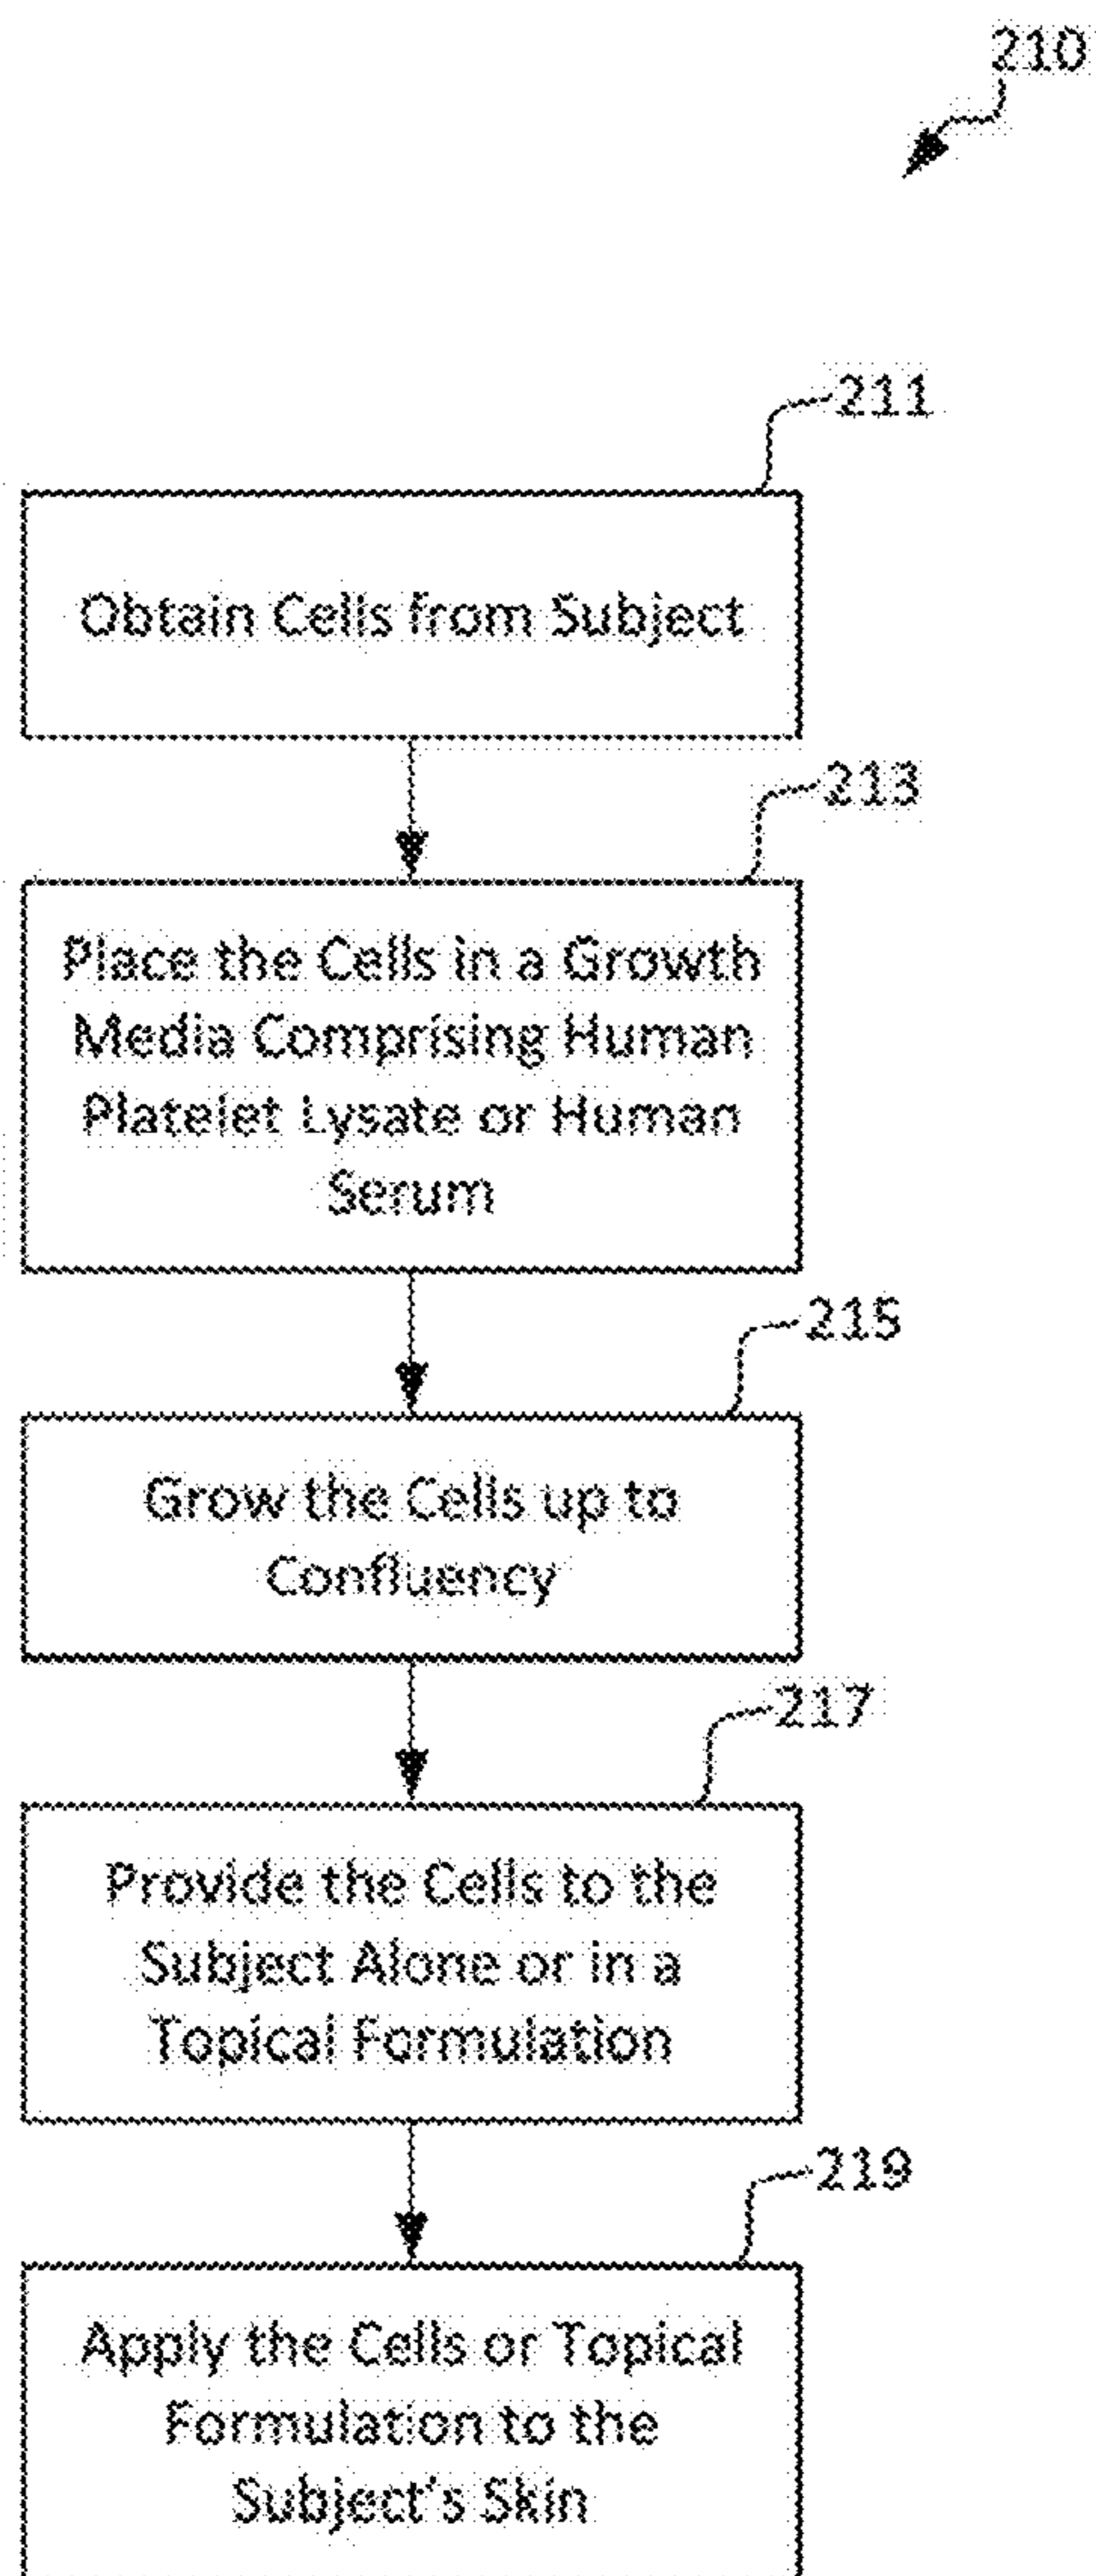 210
211
Obtain Cells from Subject
213
Place the Cells in a Growth
Media Comprising Human
Platelet Lysate or Human
Serum
215
Grow the Cells up to
Confluency
217
Provide the Cells to the
Subject Alone or in a
Topical Formulation
219
Apply the Cells or Topical
Formulation to the
Subject's Skin